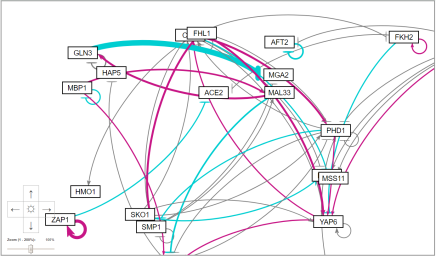 FHL1
FKH2
AFT2
GLN3
HAP5
MGA2
MBP1
ACE2
MAL33
PHD1
MSS11
HMO1
SKO1
ZAP1
SMP1
YAP6